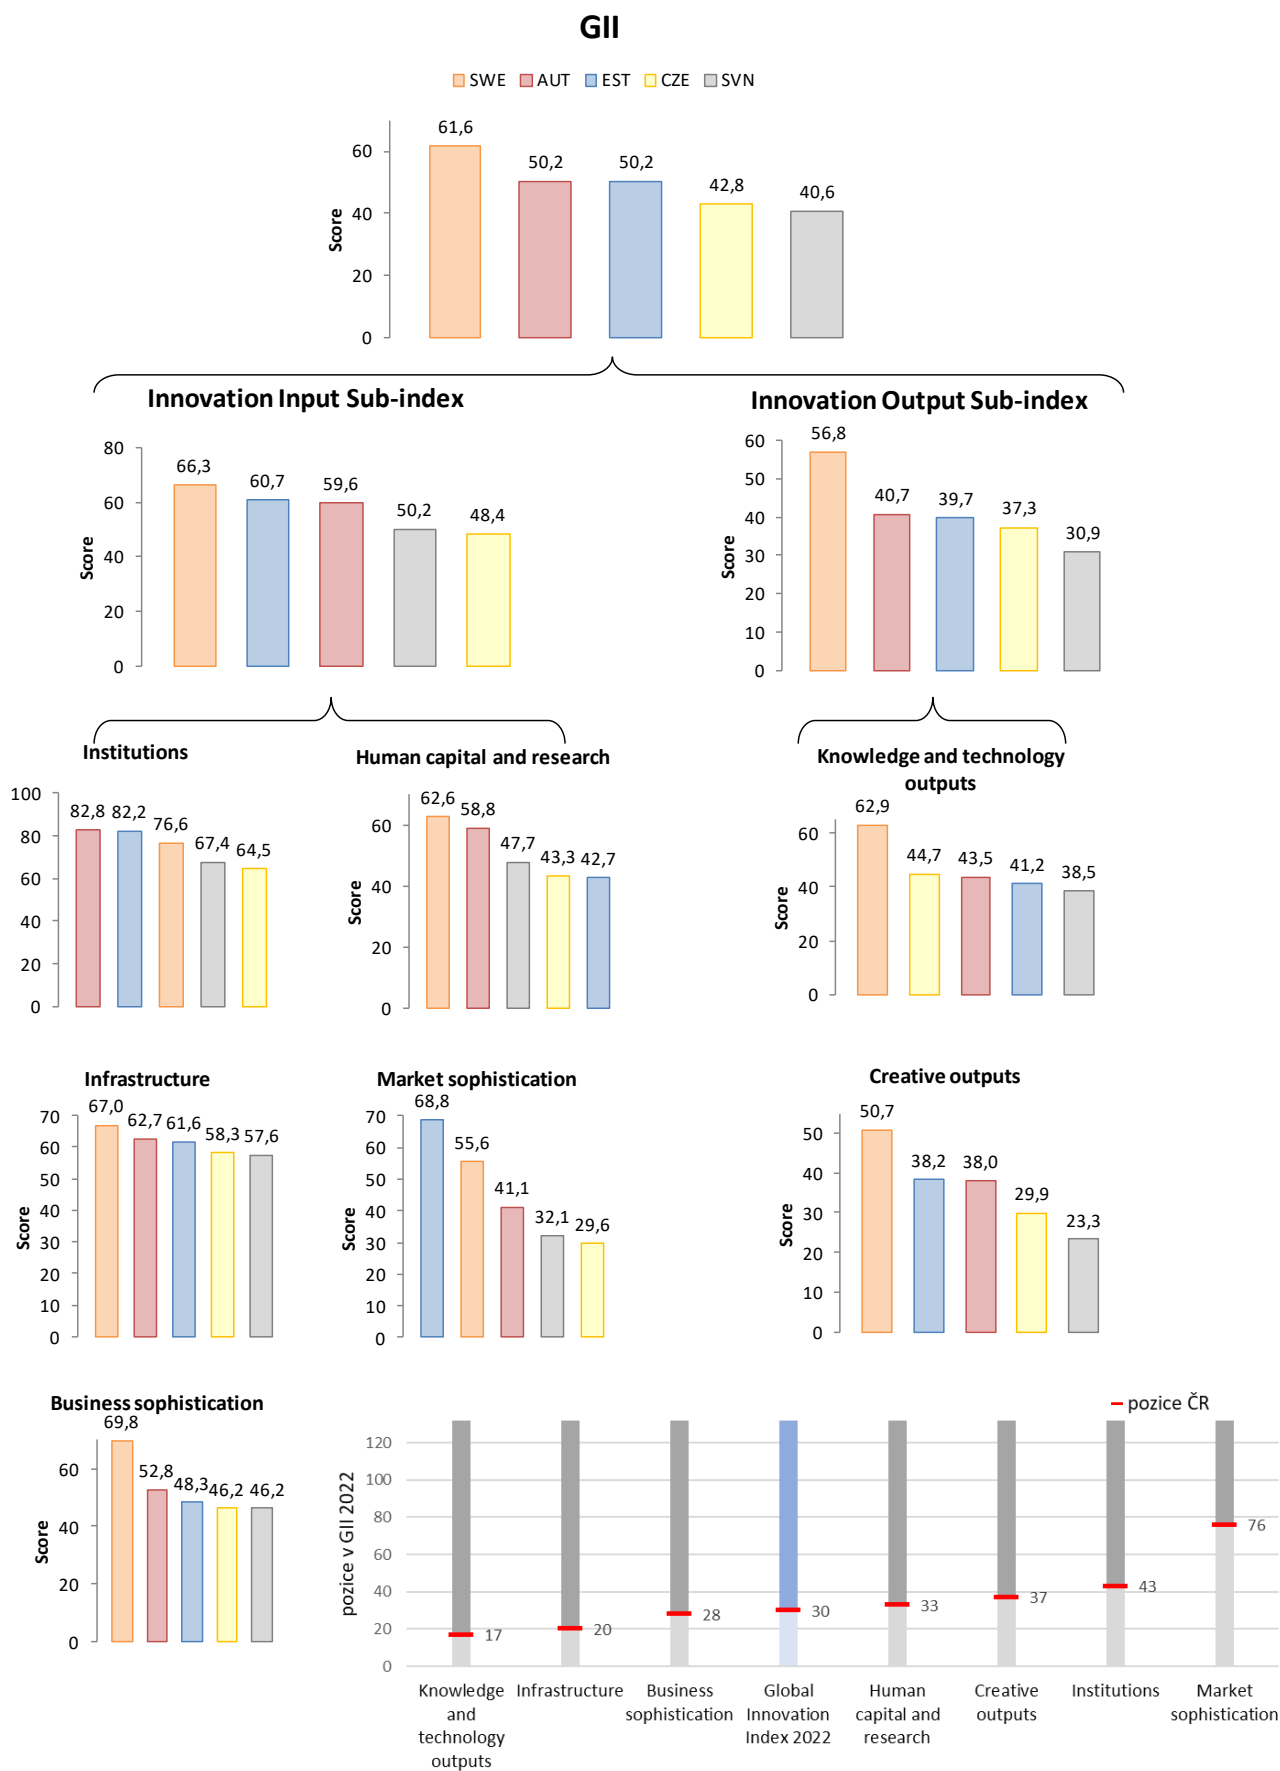 GII
SWE AUT EST CZE SVN
61,6
50,2
50,2
42,8
40,6
60
40
20
0
Score
Innovation Input Sub-index
80
60
40
20
0
Score
66,3
60,7
59,6
50,2
48,4
Innovation Output Sub-index
60
50
40
30
20
10
0
Score
56,8
40,7
39,7
37,3
30,9
Institutions
100
80
60
40
20
0
82,8
82,2
76,6
67,4
64,5
Human capital and research
60
40
20
0
Score
62,6
58,8
47,7
43,3
42,7
Knowledge and technology
outputs
60
40
20
0
Score
62,9
44,7
43,5
41,2
38,5
Infrastructure
70
60
50
40
30
20
10
0
Score
67,0
62,7
61,6
58,3
57,6
Market sophistication
70
60
50
40
30
20
10
0
Score
68,8
55,6
41,1
32,1
29,6
Creative outputs
50
40
30
20
10
0
Score
50,7
38,2
38,0
29,9
23,3
Business sophistication
60
40
20
0
Score
69,8
52,8
48,3
46,2
46,2
pozice ČR
pozice v GII 2022
120
100
80
60
40
20
0
17
20
28
30
33
37
43
76
Knowledge
and
technology
outputs
Infrastructure
Business
sophistication
Global
Innovation
Index 2022
Human
capital and
research
Creative
outputs
Institutions
Market
sophistication